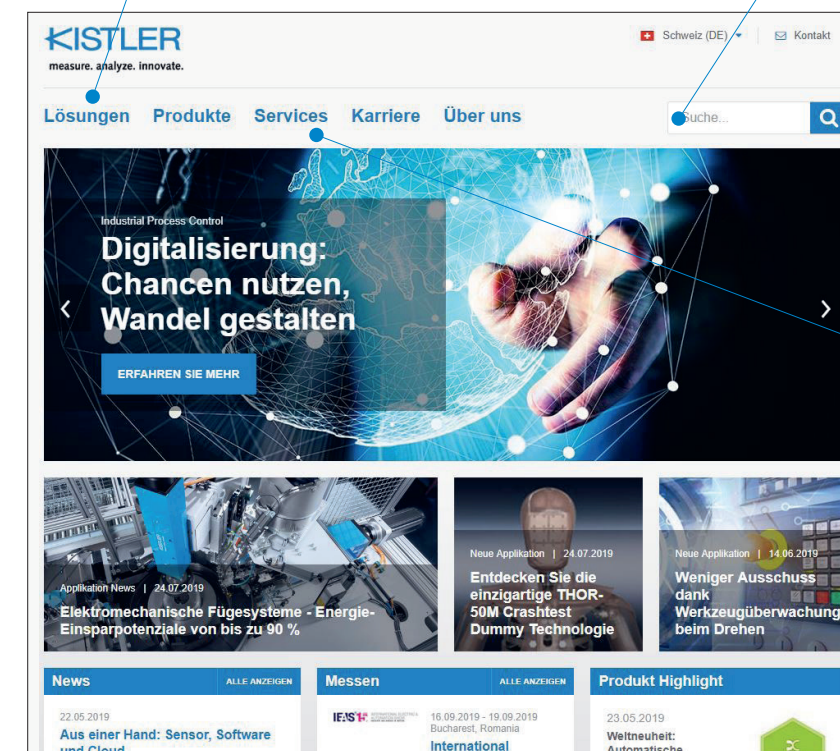 KISTLER
measure. analyze. innovate.
Schweiz (DE)
Kontakt
Lösungen Produkte Services Karriere Über uns
Suche...
Industrial Process Control
Digitalisierung:
Chancen nutzen,
Wandel gestalten
ERFAHREN SIE MEHR
Applikation News | 24.07.2019
Elektromechanische Fügesysteme - Energie-
Einsparpotenziale von bis zu 90 %
Neue Applikation | 24.07.2019
Entdecken Sie die
einzigartige THOR-
50M Crashtest
Dummy Technologie
Neue Applikation | 14.06.2019
Weniger Ausschuss
dank
Werkzeugüberwachung
beim Drehen
News ALLE ANZEIGEN
22.05.2019
Aus einer Hand: Sensor, Software
und Cloud
Messen ALLE ANZEIGEN
16.09.2019 - 19.09.2019
Bucharest, Romania
International
Produkt Highlight
23.05.2019
Weltneuheit:
Automatische